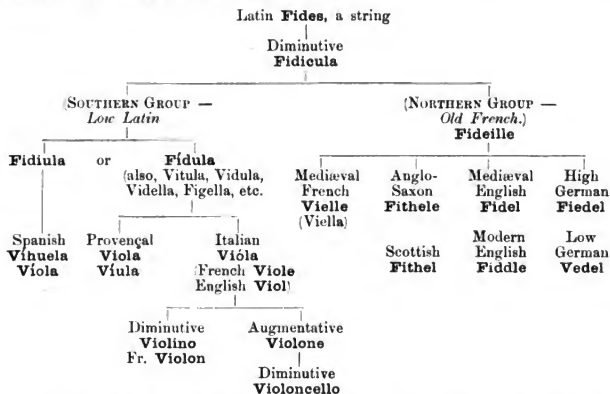 Latin Fides, a string
Diminutive
Fidicula
(SOUTHERN GROUP —
Low Latin
(NORTHERN GROUP —
Old French.)
Fideille
Fidiula or Fídula
(also, Vitula, Vidula,
Vidella, Figella, etc.
Mediæval
French
Vielle
(Viella)
Anglo-
Saxon
Fithele
Mediæval
English
Fidel
High
German
Fiedel
Spanish
Vihuela
Víola
Provençal
Viola
Víula
Italian
Vióla
(French Viole
English Viol)
Scottish
Fithel
Modern
English
Fiddle
Low
German
Vedel
Diminutive
Violino
Fr. Violon
Augmentative
Violone
Diminutive
Violoncello